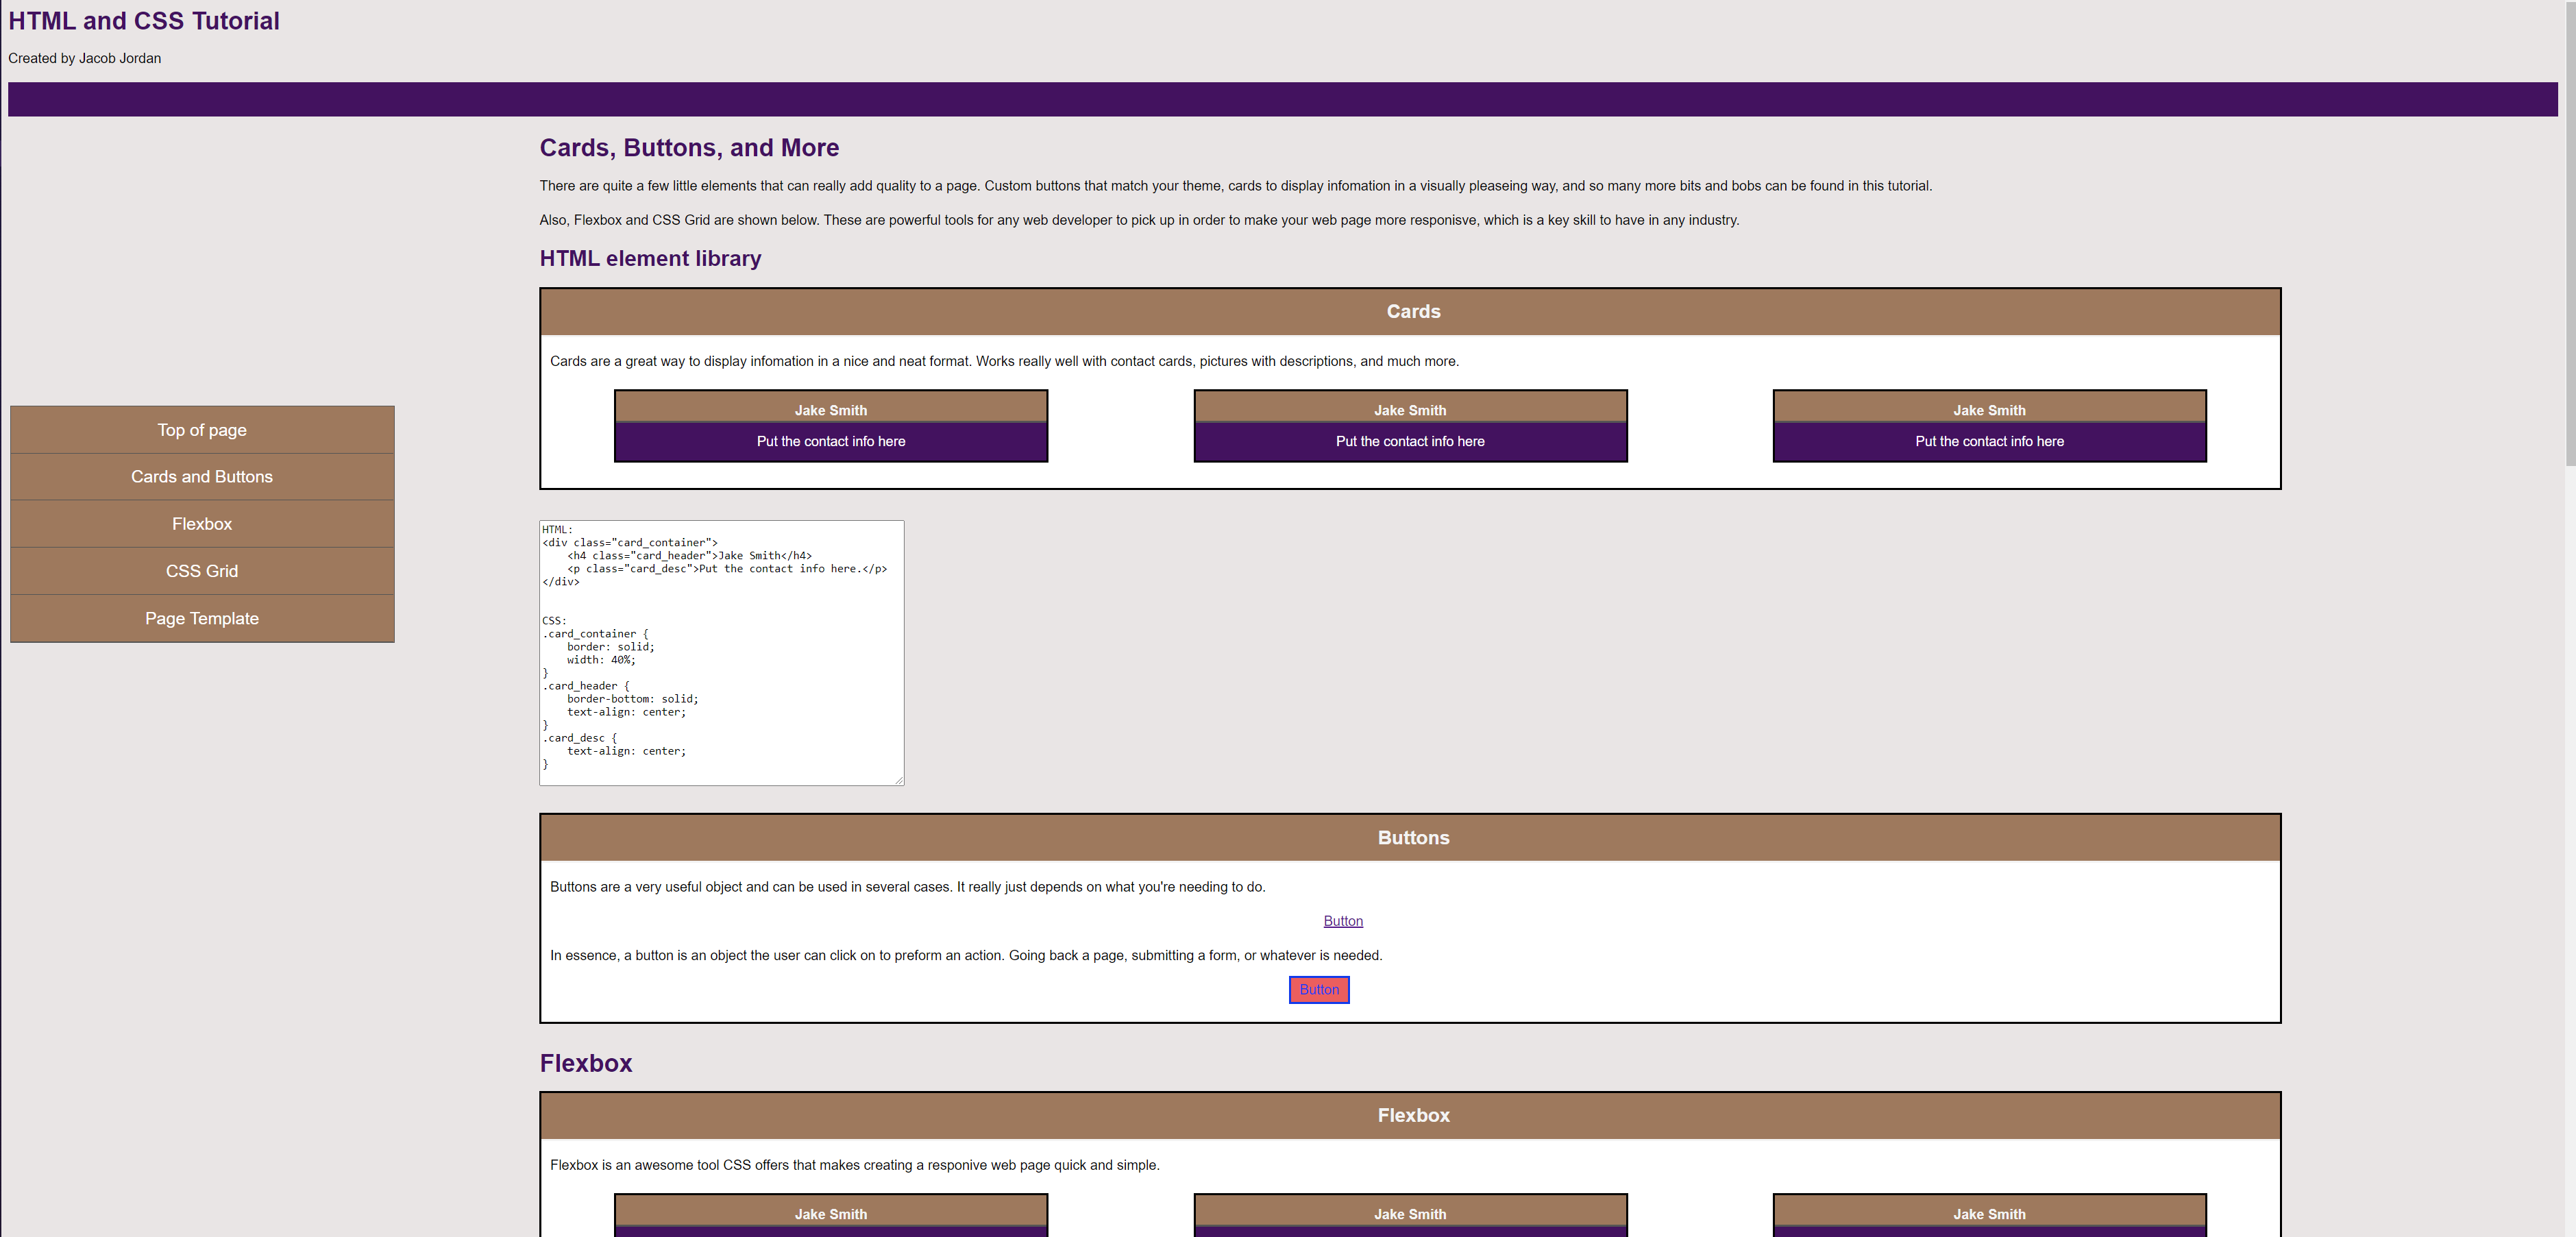 HTML and CSS Tutorial
Created by Jacob Jordan
Cards, Buttons, and More
There are quite a few little elements that can really add quality to a page. Custom buttons that match your theme, cards to display infomation in a visually pleaseing way, and so many more bits and bobs can be found in this tutorial.
Also, Flexbox and CSS Grid are shown below. These are powerful tools for any web developer to pick up in order to make your web page more responisve, which is a key skill to have in any industry.
HTML element library
Cards
Cards are a great way to display infomation in a nice and neat format. Works really well with contact cards, pictures with descriptions, and much more.
Jake Smith Jake Smith Jake Smith
Put the contact info here Put the contact info here Put the contact info here
Top of page
Cards and Buttons
Flexbox
CSS Grid
Page Template
HTML:
<div class="card_container">
    <h4 class="card_header">Jake Smith</h4>
    <p class="card_desc">Put the contact info here.</p>
</div>
CSS:
.card_container {
    border: solid;
    width: 40%;
}
.card_header {
    border-bottom: solid;
    text-align: center;
}
.card_desc {
    text-align: center;
}
Buttons
Buttons are a very useful object and can be used in several cases. It really just depends on what you're needing to do.
Button
In essence, a button is an object the user can click on to preform an action. Going back a page, submitting a form, or whatever is needed.
Button
Flexbox
Flexbox
Flexbox is an awesome tool CSS offers that makes creating a responive web page quick and simple.
Jake Smith Jake Smith Jake Smith